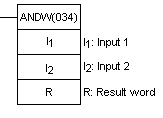 ANDW(034)
I1 I1: Input 1
I2 I2: Input 2
R R: Result word